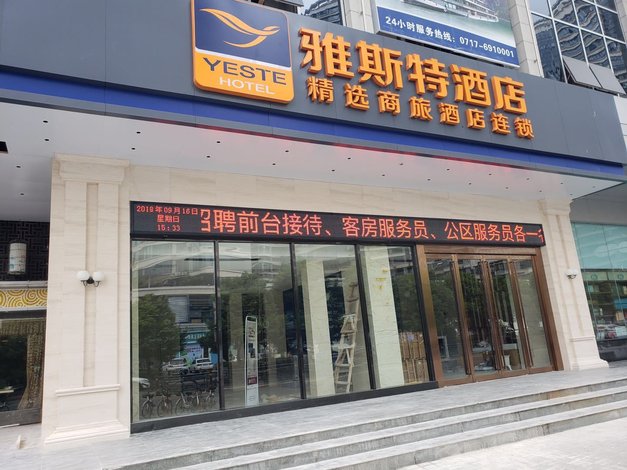 24小时服务热线：0717-6910001
YESTE
HOTEL
雅斯特酒店
精选商旅酒店连锁
2018年09月16日
星期日
15:33
招聘前台接待、客房服务员、公区服务员各一